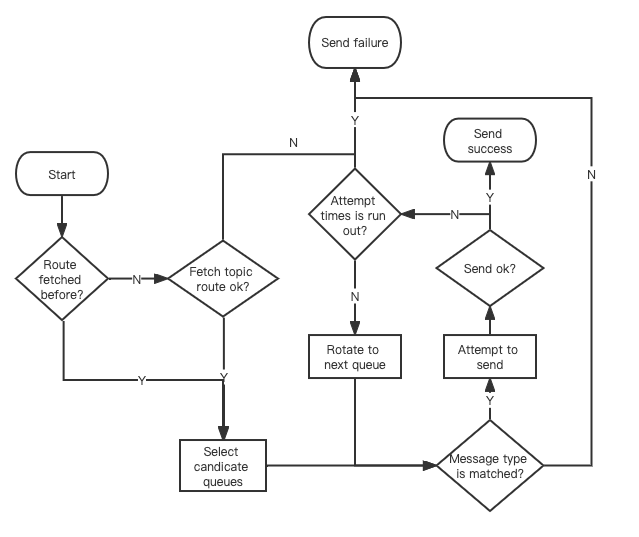 Send failure
Y
N
Send
success
Start
N
Attempt
times is run
out?
Y
N
Route
fetched
before?
N
Fetch topic
route ok?
Send ok?
N
Rotate to
next queue
Attempt to
send
Y
Y
Y
Select
candicate
queues
Message type
is matched?